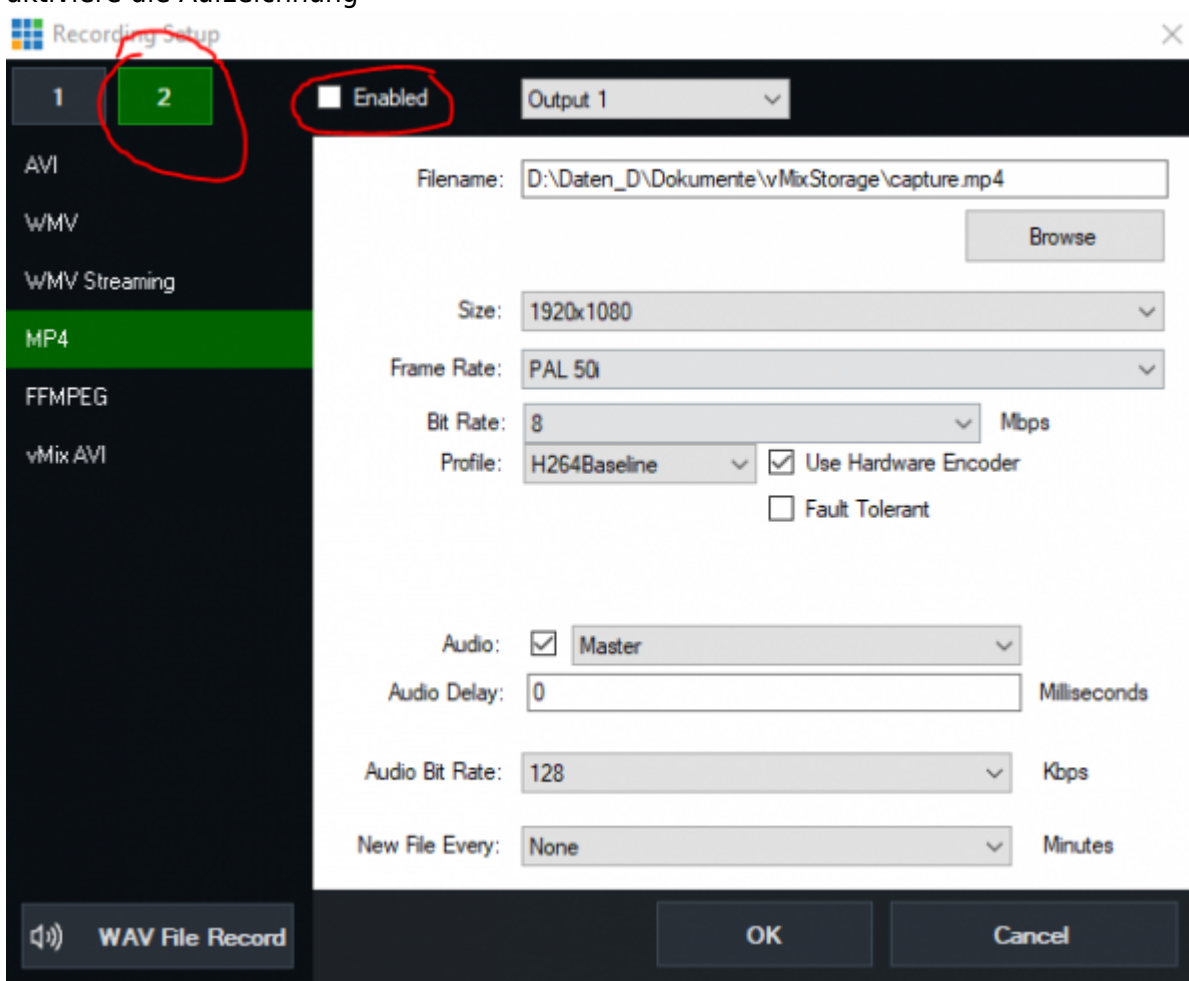 aktiviere die Aufzeichnung
Recording Setup
1 2 Enabled Output 1
AVI
WMV
WMV Streaming
MP4
FFMPEG
vMix AVI
Filename: D:\Daten_D\Dokumente\vMixStorage\capture.mp4
Browse
Size: 1920x1080
Frame Rate: PAL 50i
Bit Rate: 8 Mbps
Profile: H264Baseline Use Hardware Encoder
Fault Tolerant
Audio: Master
Audio Delay: 0 Milliseconds
Audio Bit Rate: 128 Kbps
New File Every: None Minutes
WAV File Record
OK Cancel